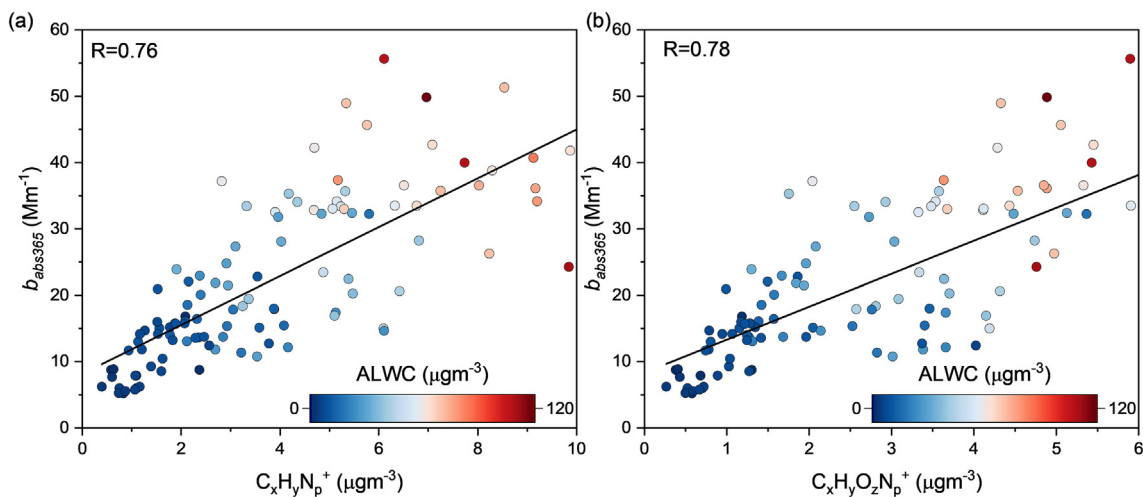 (a)
R=0.76
60
50
40
30
20
10
0
b_abs365 (Mm⁻¹)
ALWC (μgm⁻³)
0 120
0 2 4 6 8 10
CₓHᵧNₚ⁺ (μgm⁻³)
(b)
R=0.78
60
50
40
30
20
10
0
b_abs365 (Mm⁻¹)
ALWC (μgm⁻³)
0 120
0 1 2 3 4 5 6
CₓHᵧO_zNₚ⁺ (μgm⁻³)